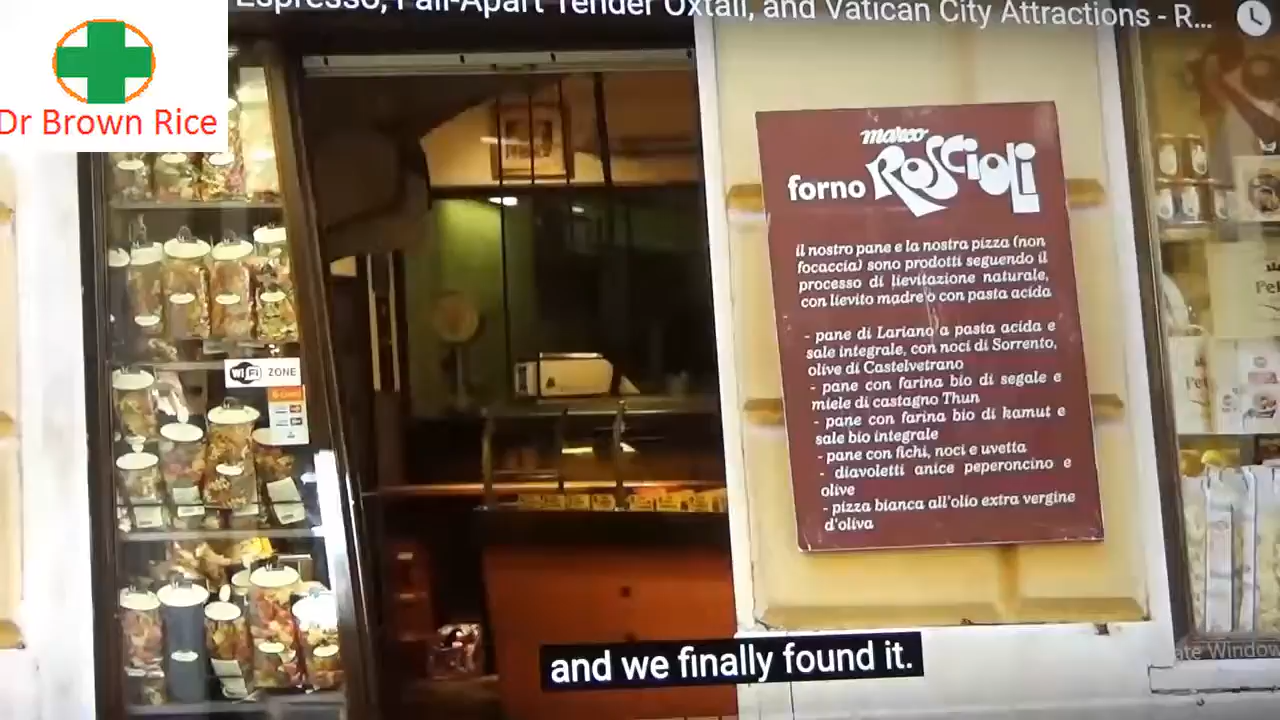 Espresso, Fall-Apart Tender Oxtail, and Vatican City Attractions - R...
Dr Brown Rice
marco
forno Roscioli
il nostro pane e la nostra pizza (non
focaccia) sono prodotti seguendo il
processo di lievitazione naturale,
con lievito madre o con pasta acida
- pane di Lariano a pasta acida e
sale integrale, con noci di Sorrento,
olive di Castelvetrano
- pane con farina bio di segale e
miele di castagno Thun
- pane con farina bio di kamut e
sale bio integrale
- pane con fichi, noci e uvetta
- diavoletti anice peperoncino e
olive
- pizza bianca all'olio extra vergine
d'oliva
WiFi ZONE
and we finally found it.